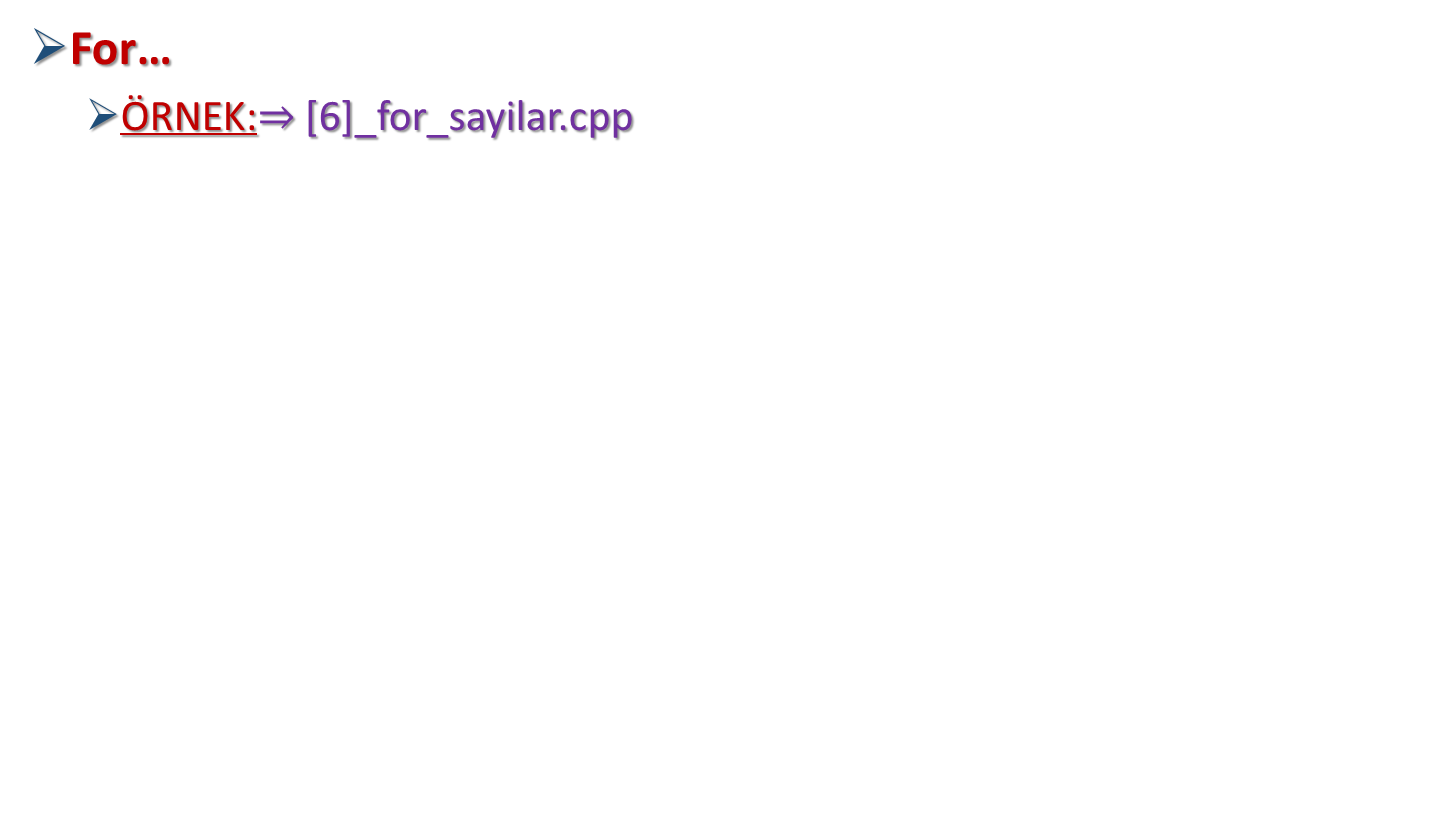 ➢For…
➢ÖRNEK:⇒ [6]_for_sayilar.cpp